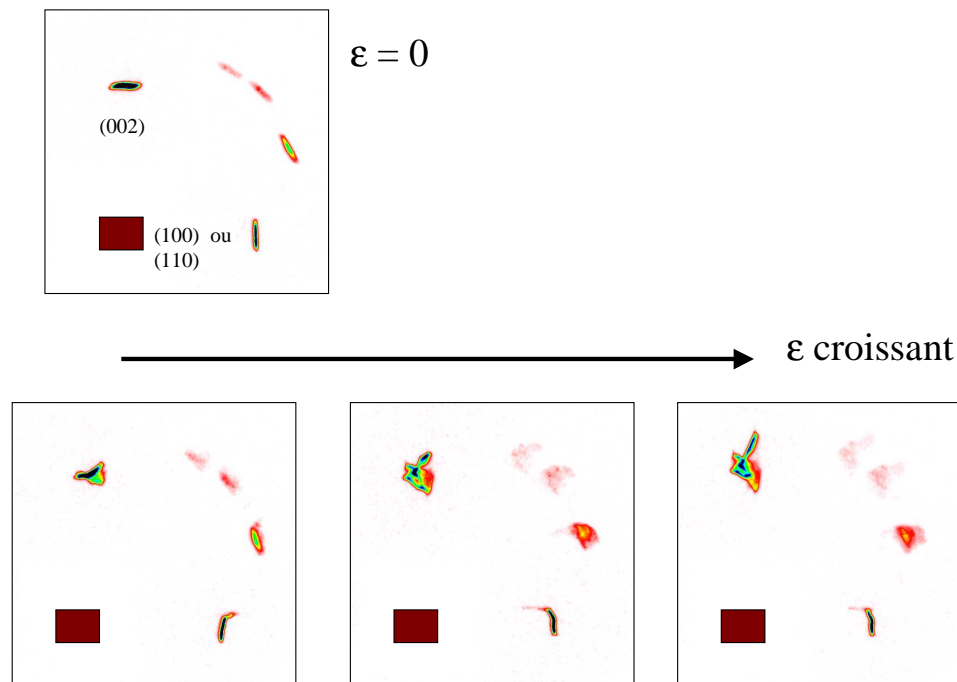 ε = 0
(002)
(100) ou
(110)
ε croissant